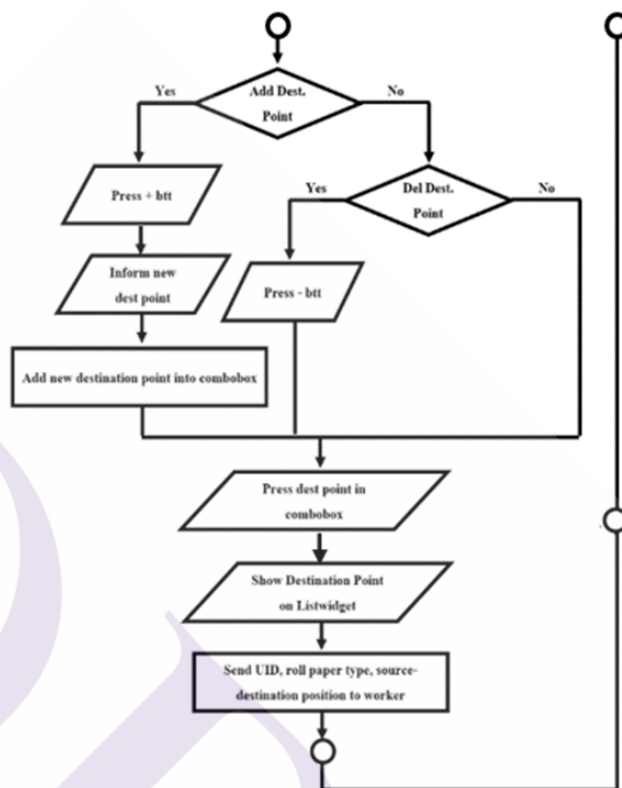 Add Dest.
Point
Yes
No
Press + btt
Del Dest.
Point
Yes
No
Inform new
dest point
Press - btt
Add new destination point into combobox
Press dest point in
combobox
Show Destination Point
on Listwidget
Send UID, roll paper type, source-
destination position to worker